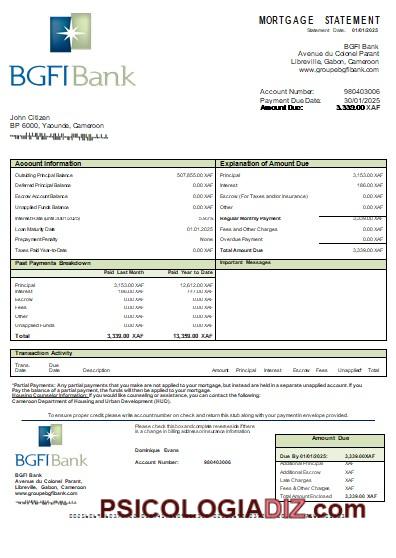 MORTGAGE STATEMENT
Statement Date: 01/01/2025
BGFIBank
BGFI Bank
Avenue du Colonel Parant
Libreville, Gabon, Cameroon
www.groupebgfibank.com
Account Number: 980403006
Payment Due Date: 30/01/2025
Amount Due: 3,339.00 XAF
John Citizen
BP 6000, Yaounde, Cameroon
Account Information
Outstanding Principal Balance 507,855.00 XAF
Deferred Principal Balance 0.00 XAF
Escrow Account Balance 0.00 XAF
Unapplied Funds Balance 0.00 XAF
Loan Maturity Date 01.01.2025
Prepayment Penalty None
Taxes Paid Year-to-Date 0.00 XAF
Explanation of Amount Due
Principal 3,153.00 XAF
Interest 186.00 XAF
Escrow (For Taxes and/or Insurance) 0.00 XAF
Other 0.00 XAF
Regular Monthly Payment 3,339.00 XAF
Fees and Other Charges 0.00 XAF
Overdue Payment 0.00 XAF
Total Amount Due 3,339.00 XAF
Past Payments Breakdown
Paid Last Month Paid Year to Date
Principal 3,153.00 XAF 12,612.00 XAF
Interest 186.00 XAF
Escrow 0.00 XAF 0.00 XAF
Fees 0.00 XAF 0.00 XAF
Other 0.00 XAF 0.00 XAF
Unapplied Funds 0.00 XAF 0.00 XAF
Total 3,339.00 XAF 13,359.00 XAF
Important Messages
Transaction Activity
Trans. Date Due Date Description Amount Principal Interest Escrow Fees Unapplied* Total
*Partial Payments: Any partial payments that you make are not applied to your mortgage, but instead are held in a separate unapplied account. If you
Pay the balance of a partial payment, the funds will then be applied to your mortgage.
Housing Counselor Information: If you would like counseling or assistance, you can contact the following:
Cameroon Department of Housing and Urban Development (HUD).
To ensure proper credit please write account number on check and return this stub along with your payment in envelope provided.
Please check this box and complete reverse side if there
is a change in billing address or insurance information
BGFIBank
BGFI Bank
Avenue du Colonel Parant,
Libreville, Gabon, Cameroon
www.groupebgfibank.com
Dominique Evans
Account Number: 980403006
Amount Due
Due By 01/01/2025: 3,339.00XAF
Additional Principal XAF
Additional Escrow XAF
Late Charges XAF
Fees & Other Charges XAF
Total Amount Enclosed 3,339.00 XAF
PSICOLOGIADIZ.com